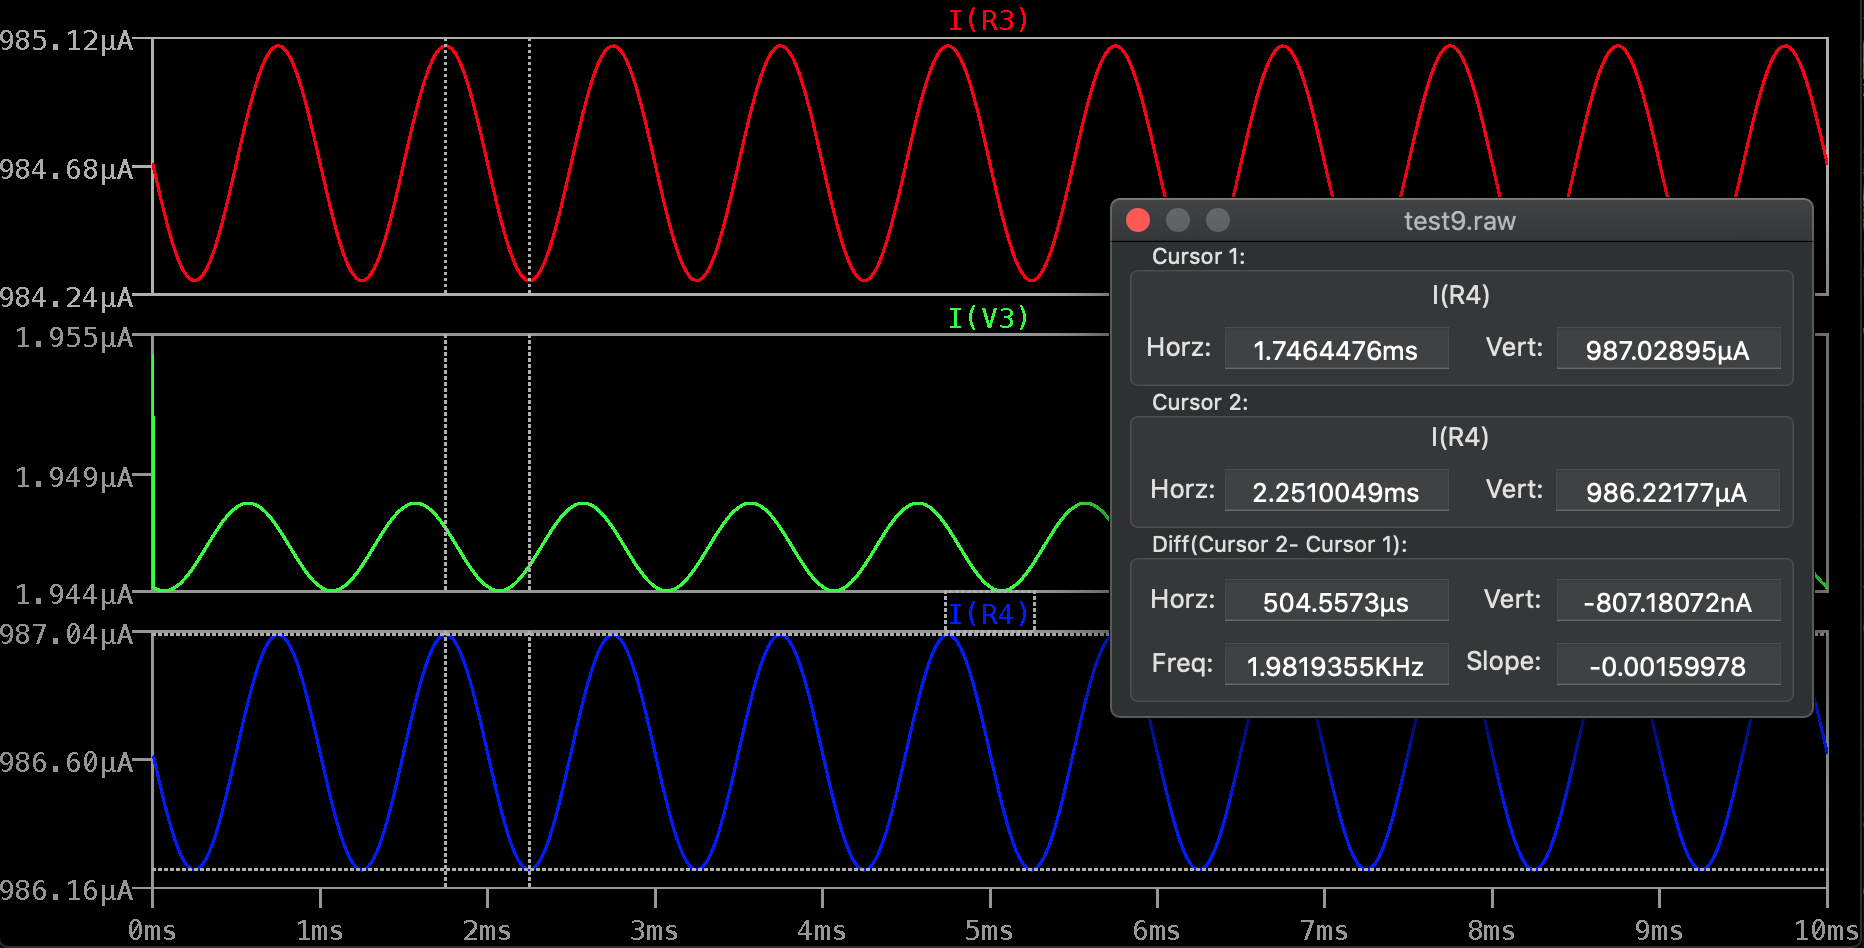 I(R3)
985.12µA
984.68µA
984.24µA
I(V3)
1.955µA
1.949µA
1.944µA
I(R4)
987.04µA
986.60µA
986.16µA
0ms 1ms 2ms 3ms 4ms 5ms 6ms 7ms 8ms 9ms 10ms
test9.raw
Cursor 1:
I(R4)
Horz: 1.7464476ms Vert: 987.02895µA
Cursor 2:
I(R4)
Horz: 2.2510049ms Vert: 986.22177µA
Diff(Cursor 2- Cursor 1):
Horz: 504.5573µs Vert: -807.18072nA
Freq: 1.9819355KHz Slope: -0.00159978